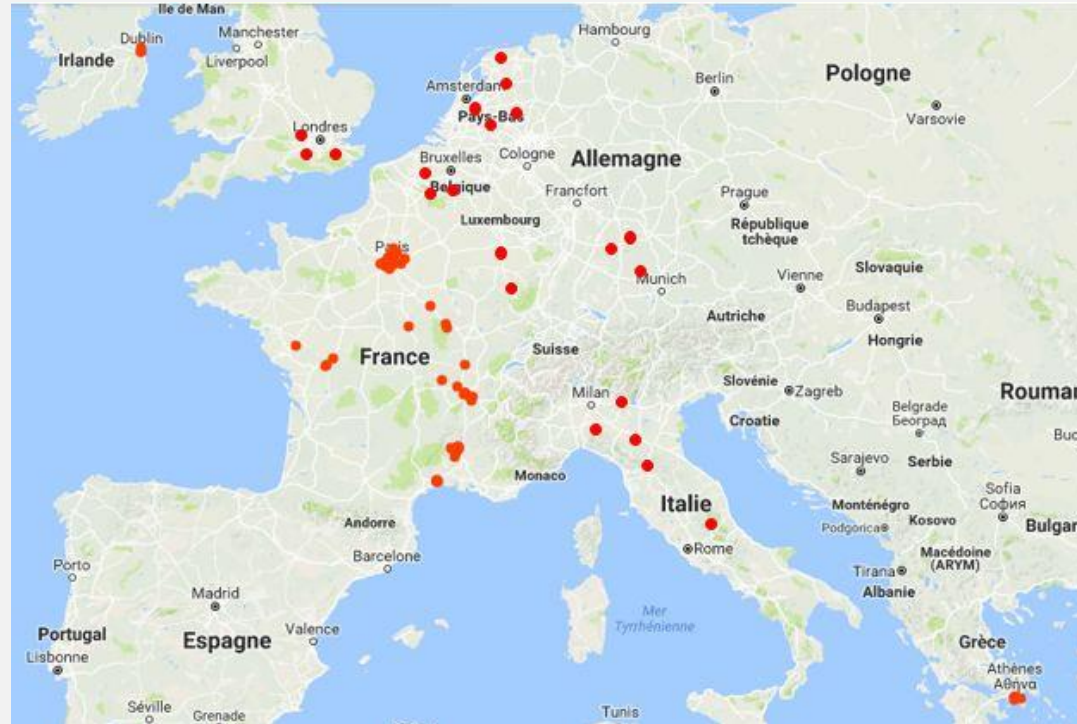 Ile de Man
Hambourg
Dublin
Manchester
Irlande
Liverpool
Berlin
Pologne
Amsterdam
Varsovie
Pays-Bas
Londres
Bruxelles
Cologne
Allemagne
Belgique
Francfort
Prague
Luxembourg
République
tchèque
Paris
Munich
Vienne
Slovaquie
Budapest
Autriche
Hongrie
Suisse
France
Slovénie
Zagreb
Milan
Rouman
Belgrade
Београд
Croatie
Buc
Sarajevo
Serbie
Monaco
Italie
Sofia
София
Monténégro
Andorre
Podgorica
Kosovo
Bulgar
Rome
Macédoine
(ARYM)
Barcelone
Porto
Tirana
Albanie
Madrid
Mer
Tyrrhénienne
Valence
Portugal
Espagne
Grèce
Lisbonne
Athènes
Αθήνα
Séville
Grenade
Tunis